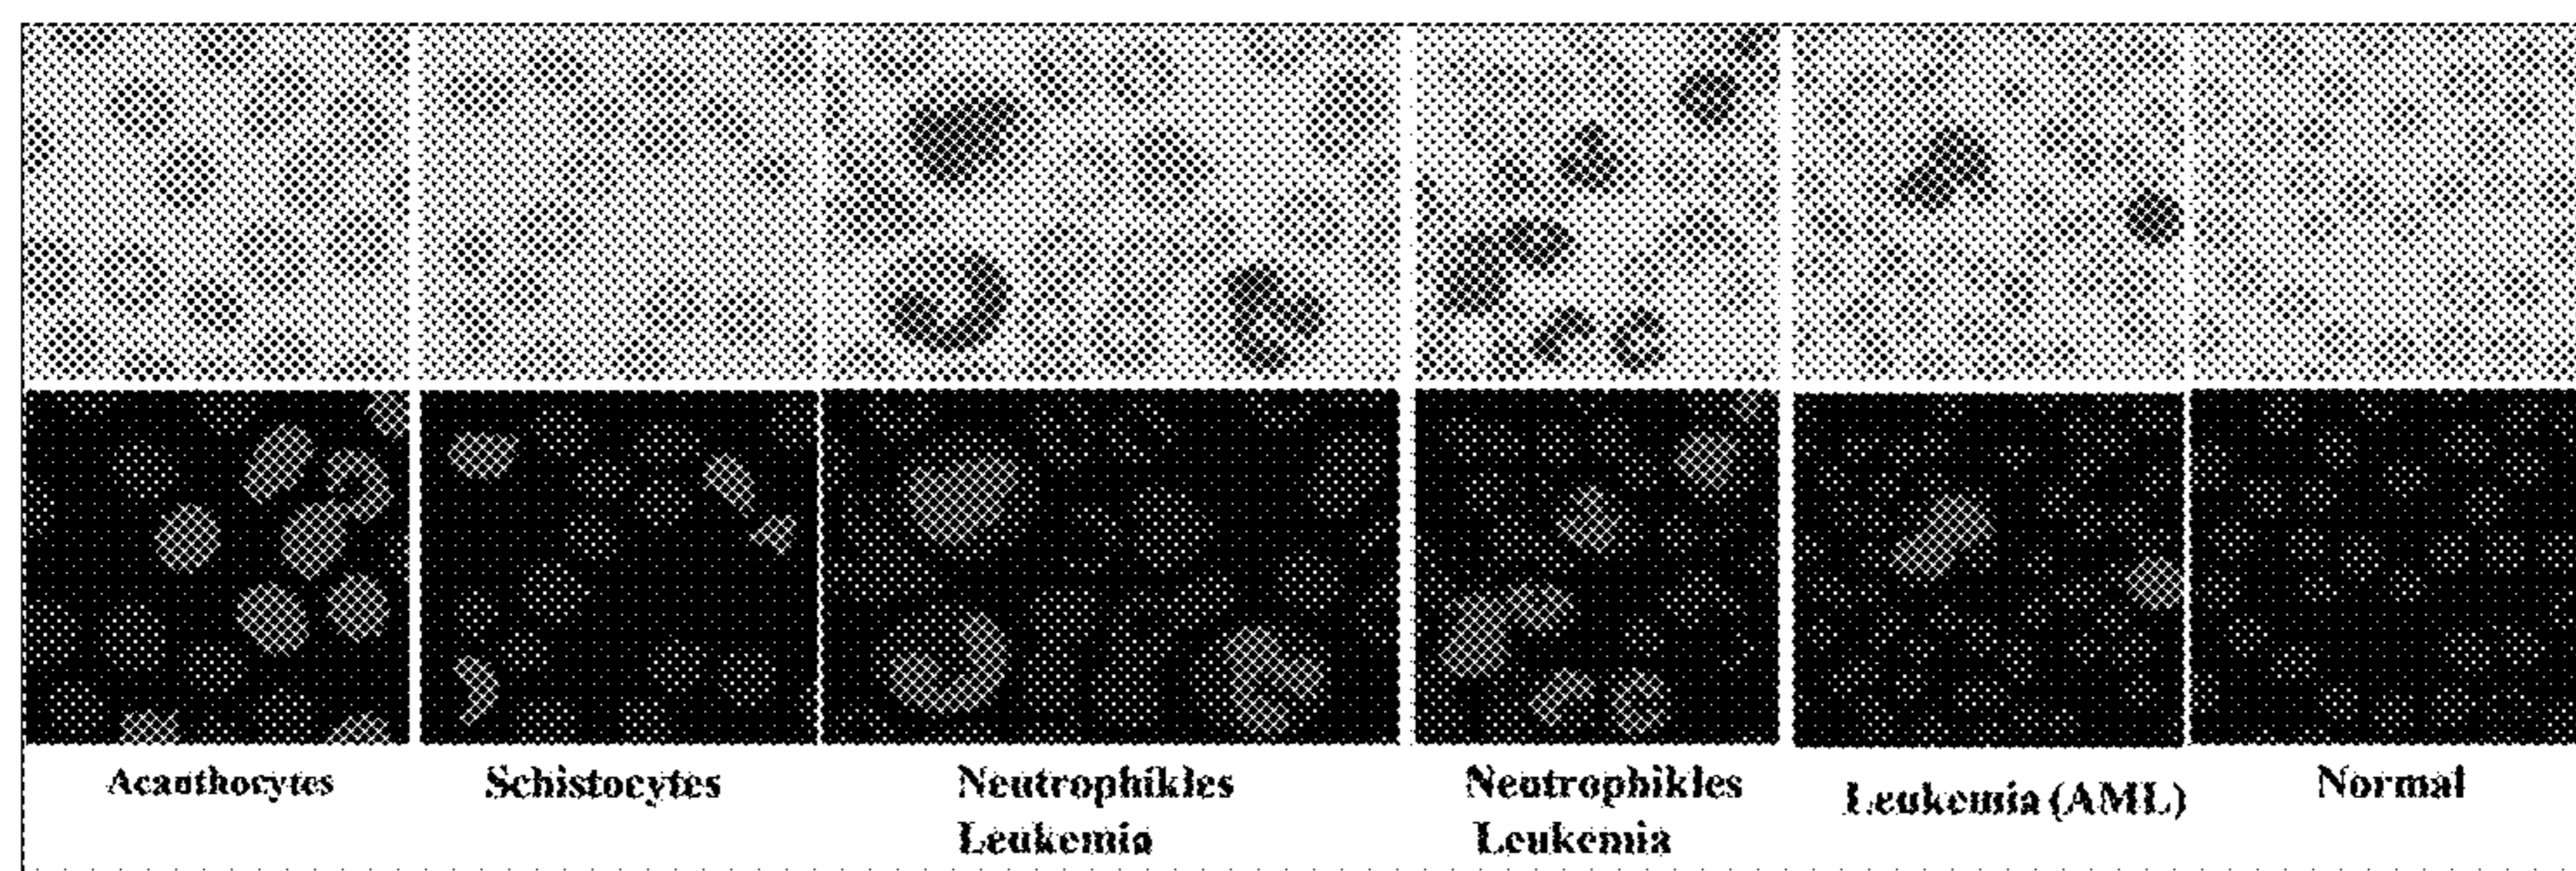 Acanthocytes
Schistocytes
Neutrophikles
Leukemia
Neutrophikles
Leukemia
Leukemia (AML)
Normal